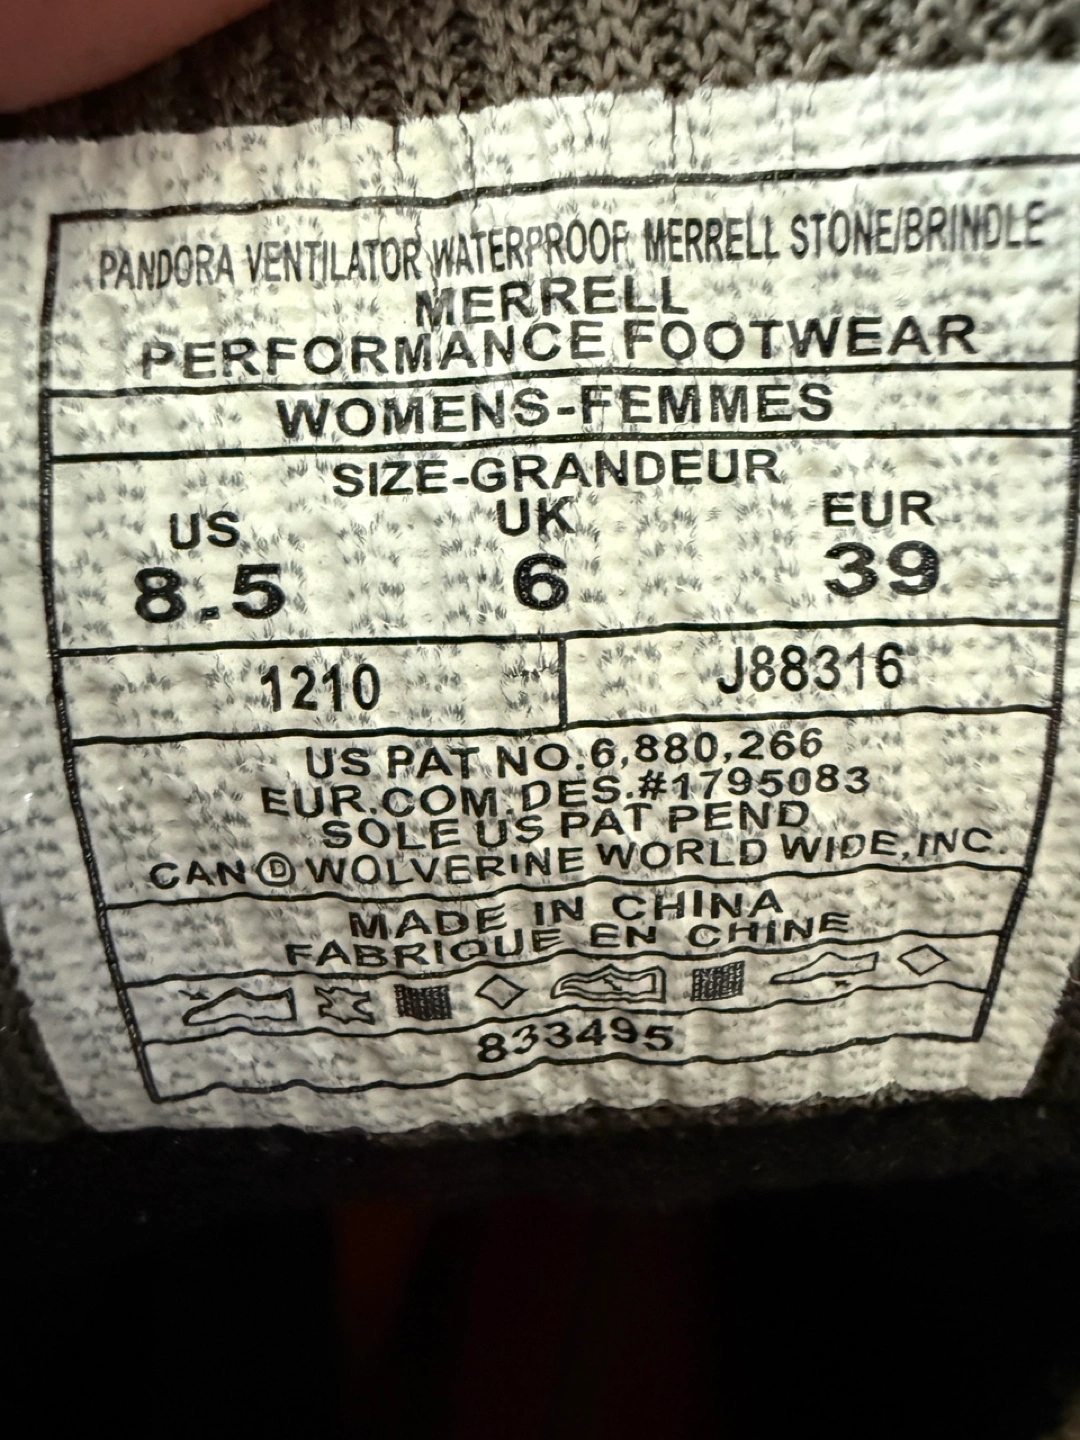 PANDORA VENTILATOR WATERPROOF MERRELL STONE/BRINDLE
MERRELL
PERFORMANCE FOOTWEAR
WOMENS-FEMMES
SIZE-GRANDEUR
US UK EUR
8.5 6 39
1210 J88316
US PAT NO.6,880,266
EUR.COM.DES.#1795083
SOLE US PAT PEND
CAN Ⓓ WOLVERINE WORLD WIDE,INC.
MADE IN CHINA
FABRIQUE EN CHINE
833495